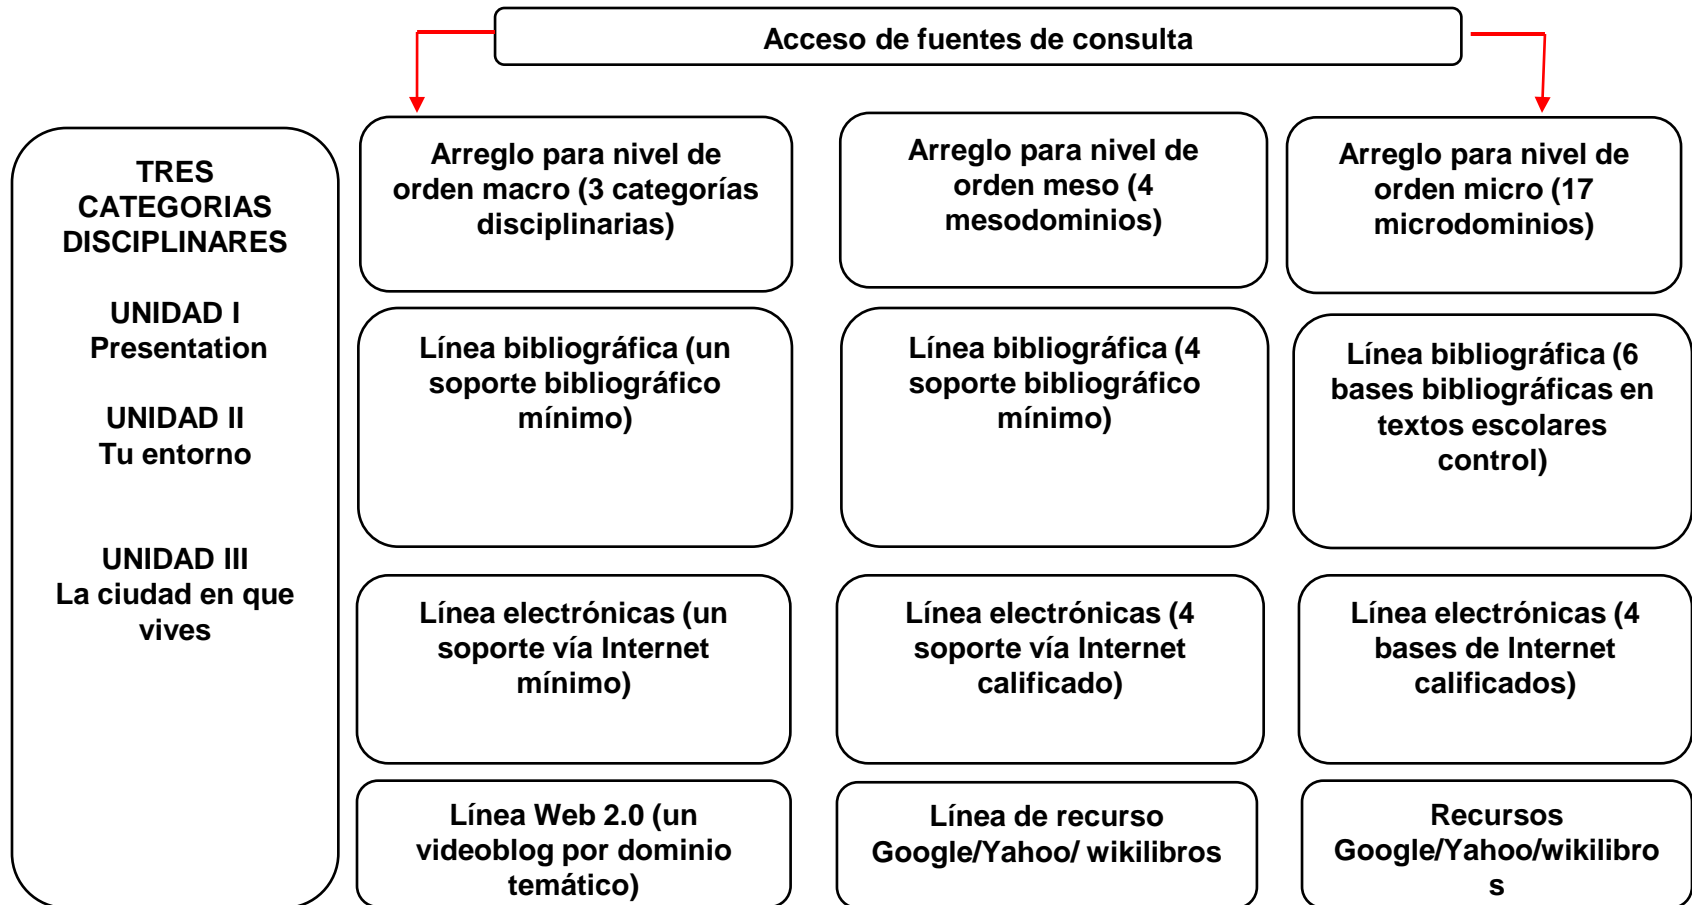 Acceso de fuentes de consulta
TRES
CATEGORIAS
DISCIPLINARES
UNIDAD I
Presentation
UNIDAD II
Tu entorno
UNIDAD III
La ciudad en que
vives
Arreglo para nivel de
orden macro (3 categorías
disciplinarias)
Arreglo para nivel de
orden meso (4
mesodominios)
Arreglo para nivel de
orden micro (17
microdominios)
Línea bibliográfica (un
soporte bibliográfico
mínimo)
Línea bibliográfica (4
soporte bibliográfico
mínimo)
Línea bibliográfica (6
bases bibliográficas en
textos escolares
control)
Línea electrónicas (un
soporte vía Internet
mínimo)
Línea electrónicas (4
soporte vía Internet
calificado)
Línea electrónicas (4
bases de Internet
calificados)
Línea Web 2.0 (un
videoblog por dominio
temático)
Línea de recurso
Google/Yahoo/ wikilibros
Recursos
Google/Yahoo/wikilibro
s